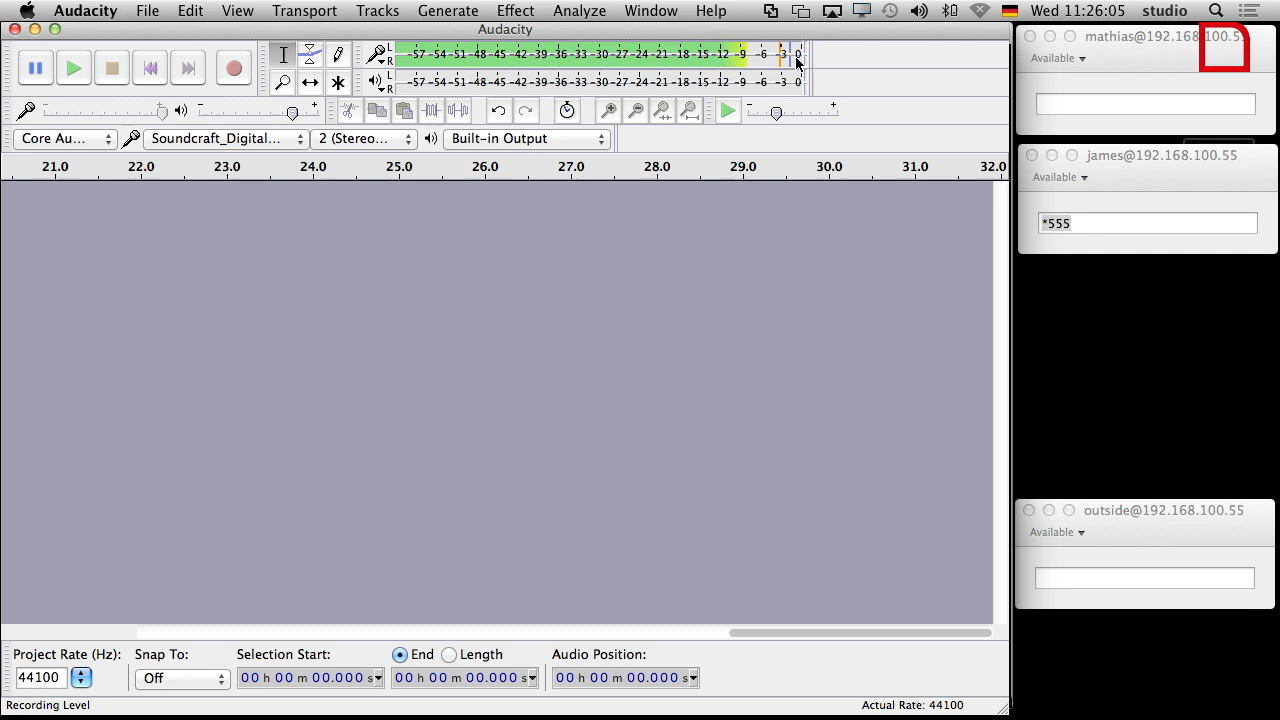 Audacity File Edit View Transport Tracks Generate Effect Analyze Window Help Wed 11:26:05 studio
Audacity
L -57 -54 -51 -48 -45 -42 -39 -36 -33 -30 -27 -24 -21 -18 -15 -12 -9 -6 -3 0
R
L -57 -54 -51 -48 -45 -42 -39 -36 -33 -30 -27 -24 -21 -18 -15 -12 -9 -6 -3 0
R
- + - + - +
Core Au... Soundcraft_Digital... 2 (Stereo... Built-in Output
21.0 22.0 23.0 24.0 25.0 26.0 27.0 28.0 29.0 30.0 31.0 32.0
mathias@192.168.100.55
Available
james@192.168.100.55
Available
*555
outside@192.168.100.55
Available
Project Rate (Hz): Snap To: Selection Start: End Length Audio Position:
44100 Off 00 h 00 m 00.000 s 00 h 00 m 00.000 s 00 h 00 m 00.000 s
Recording Level Actual Rate: 44100